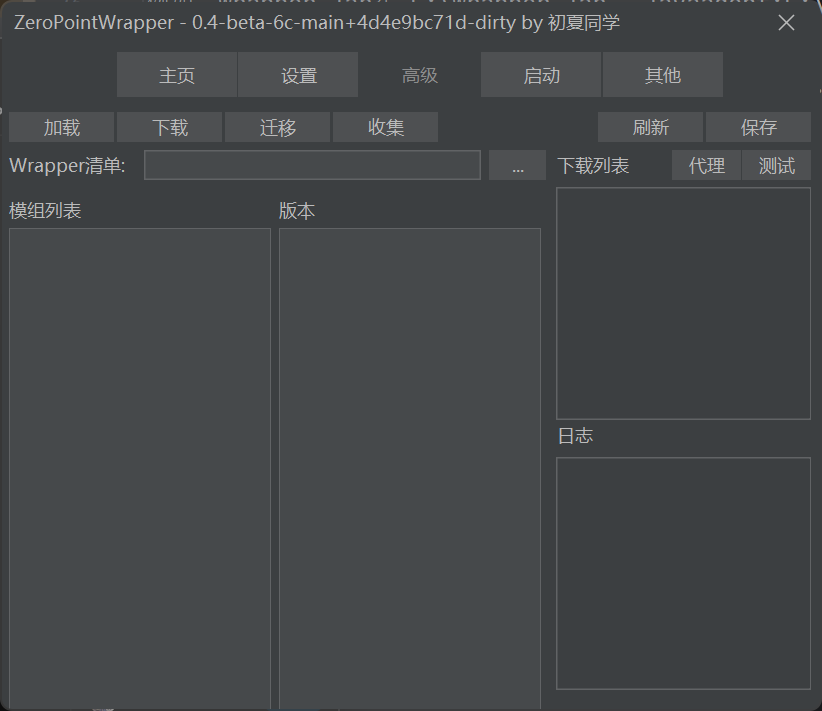 ZeroPointWrapper - 0.4-beta-6c-main+4d4e9bc71d-dirty by 初夏同学
主页 设置 高级 启动 其他
加载 下载 迁移 收集 刷新 保存
Wrapper清单: ... 下载列表 代理 测试
模组列表 版本
日志